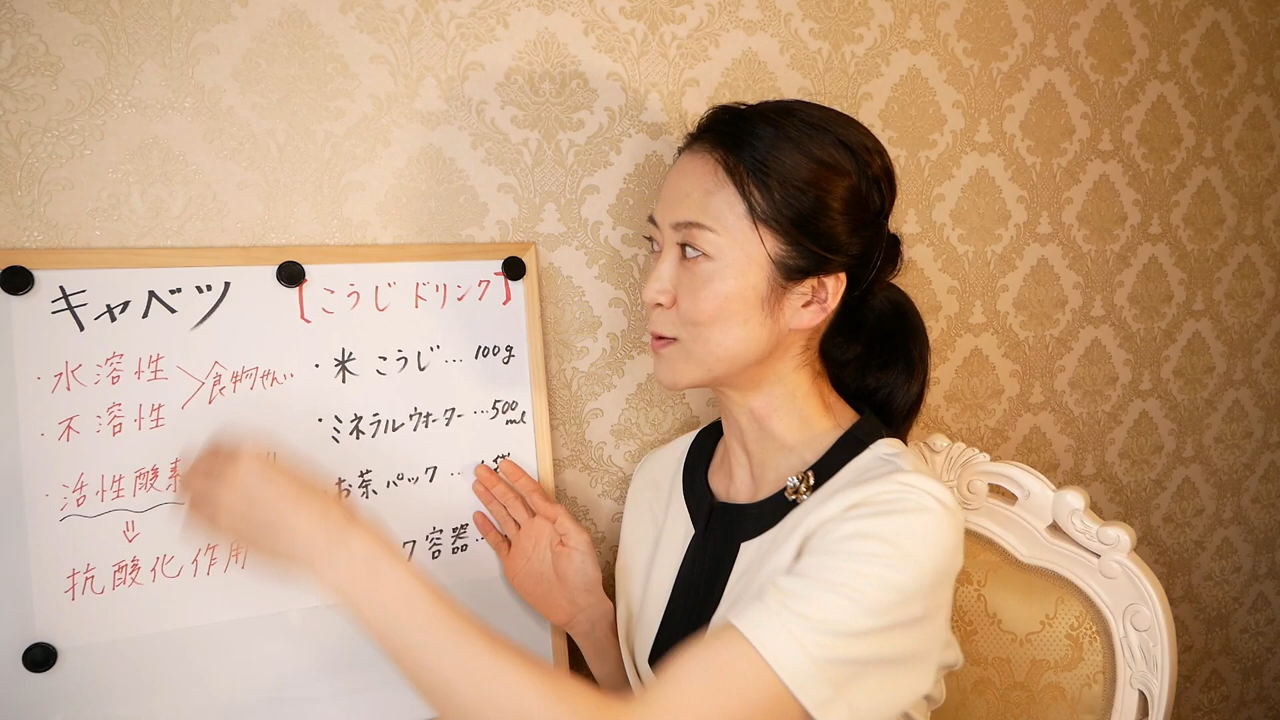 キャベツ
・水溶性
・不溶性
食物せんい
・活性酸素
⇓
抗酸化作用
【こうじドリンク】
・米こうじ…100g
・ミネラルウォーター…500ml
お茶パック…
容器…